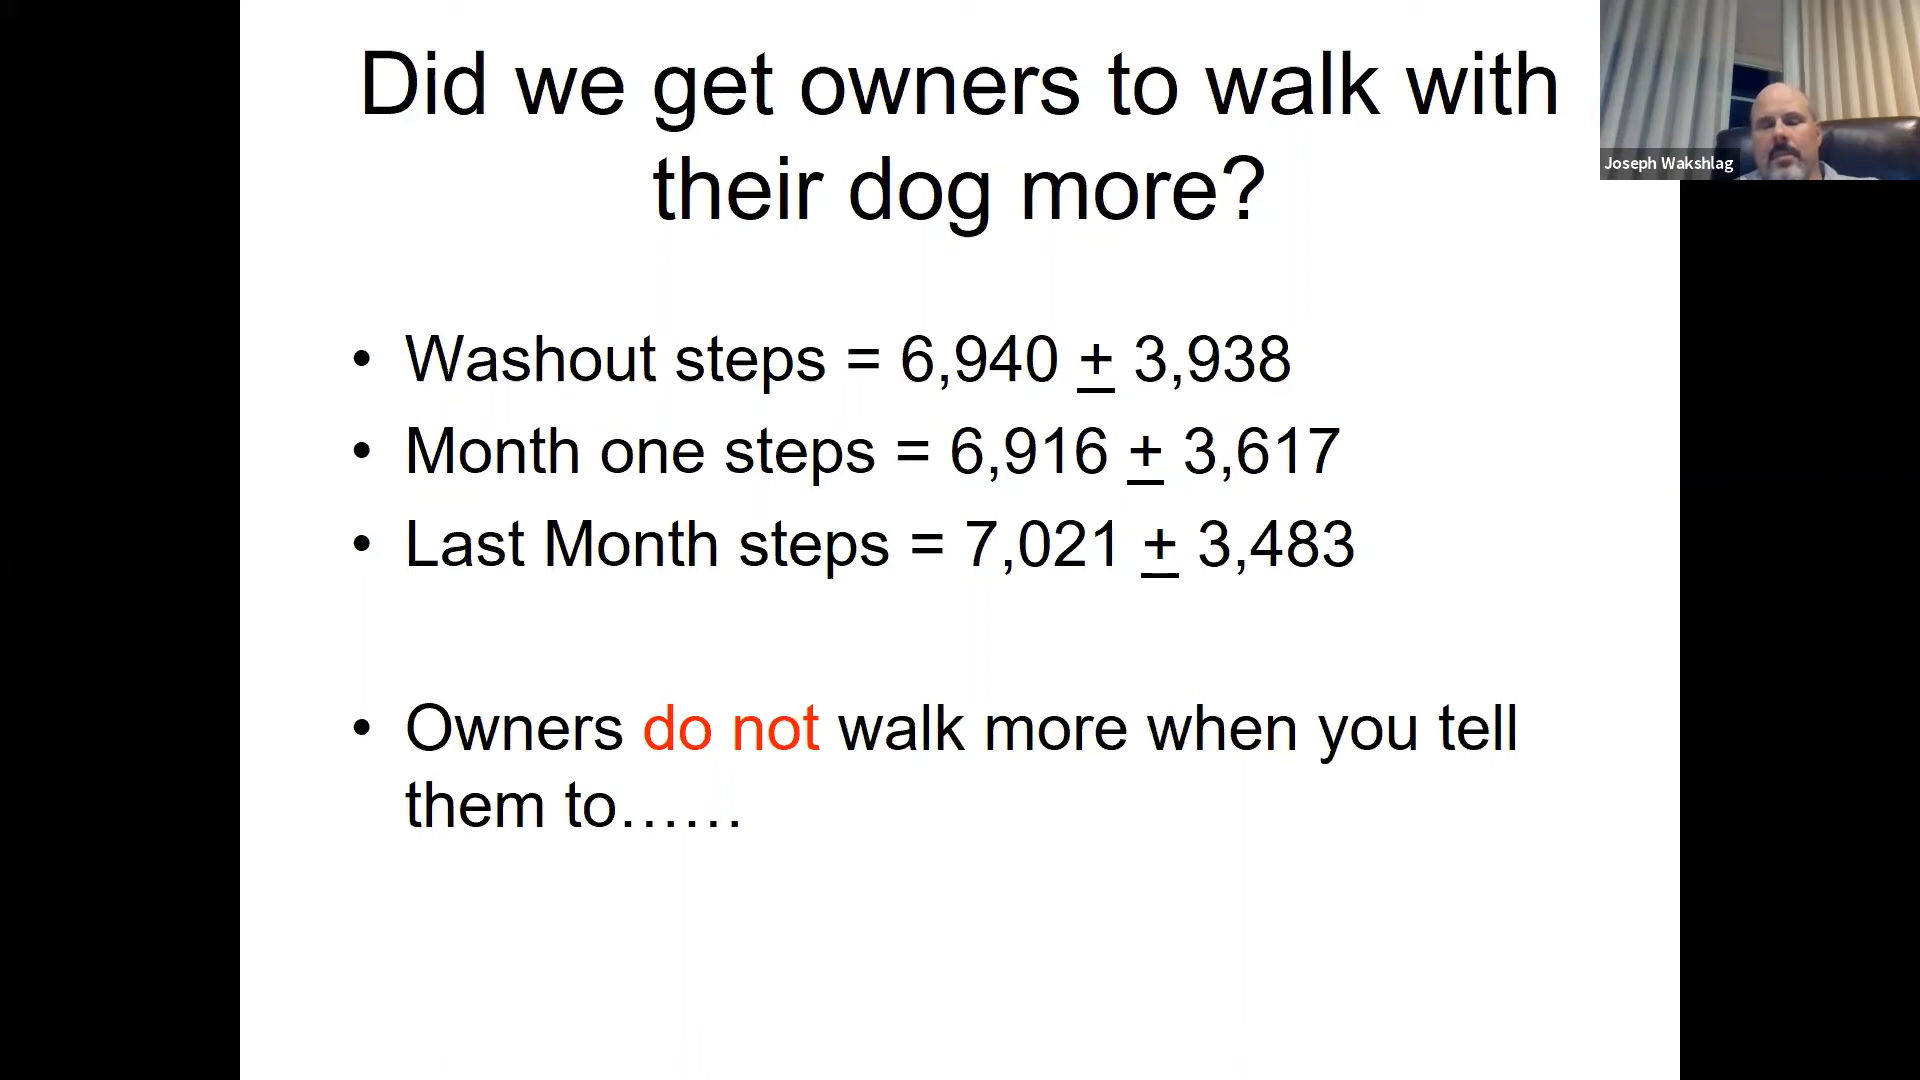 Did we get owners to walk with
their dog more?
Joseph Wakshlag
• Washout steps = 6,940 ± 3,938
• Month one steps = 6,916 ± 3,617
• Last Month steps = 7,021 ± 3,483
• Owners do not walk more when you tell
them to……